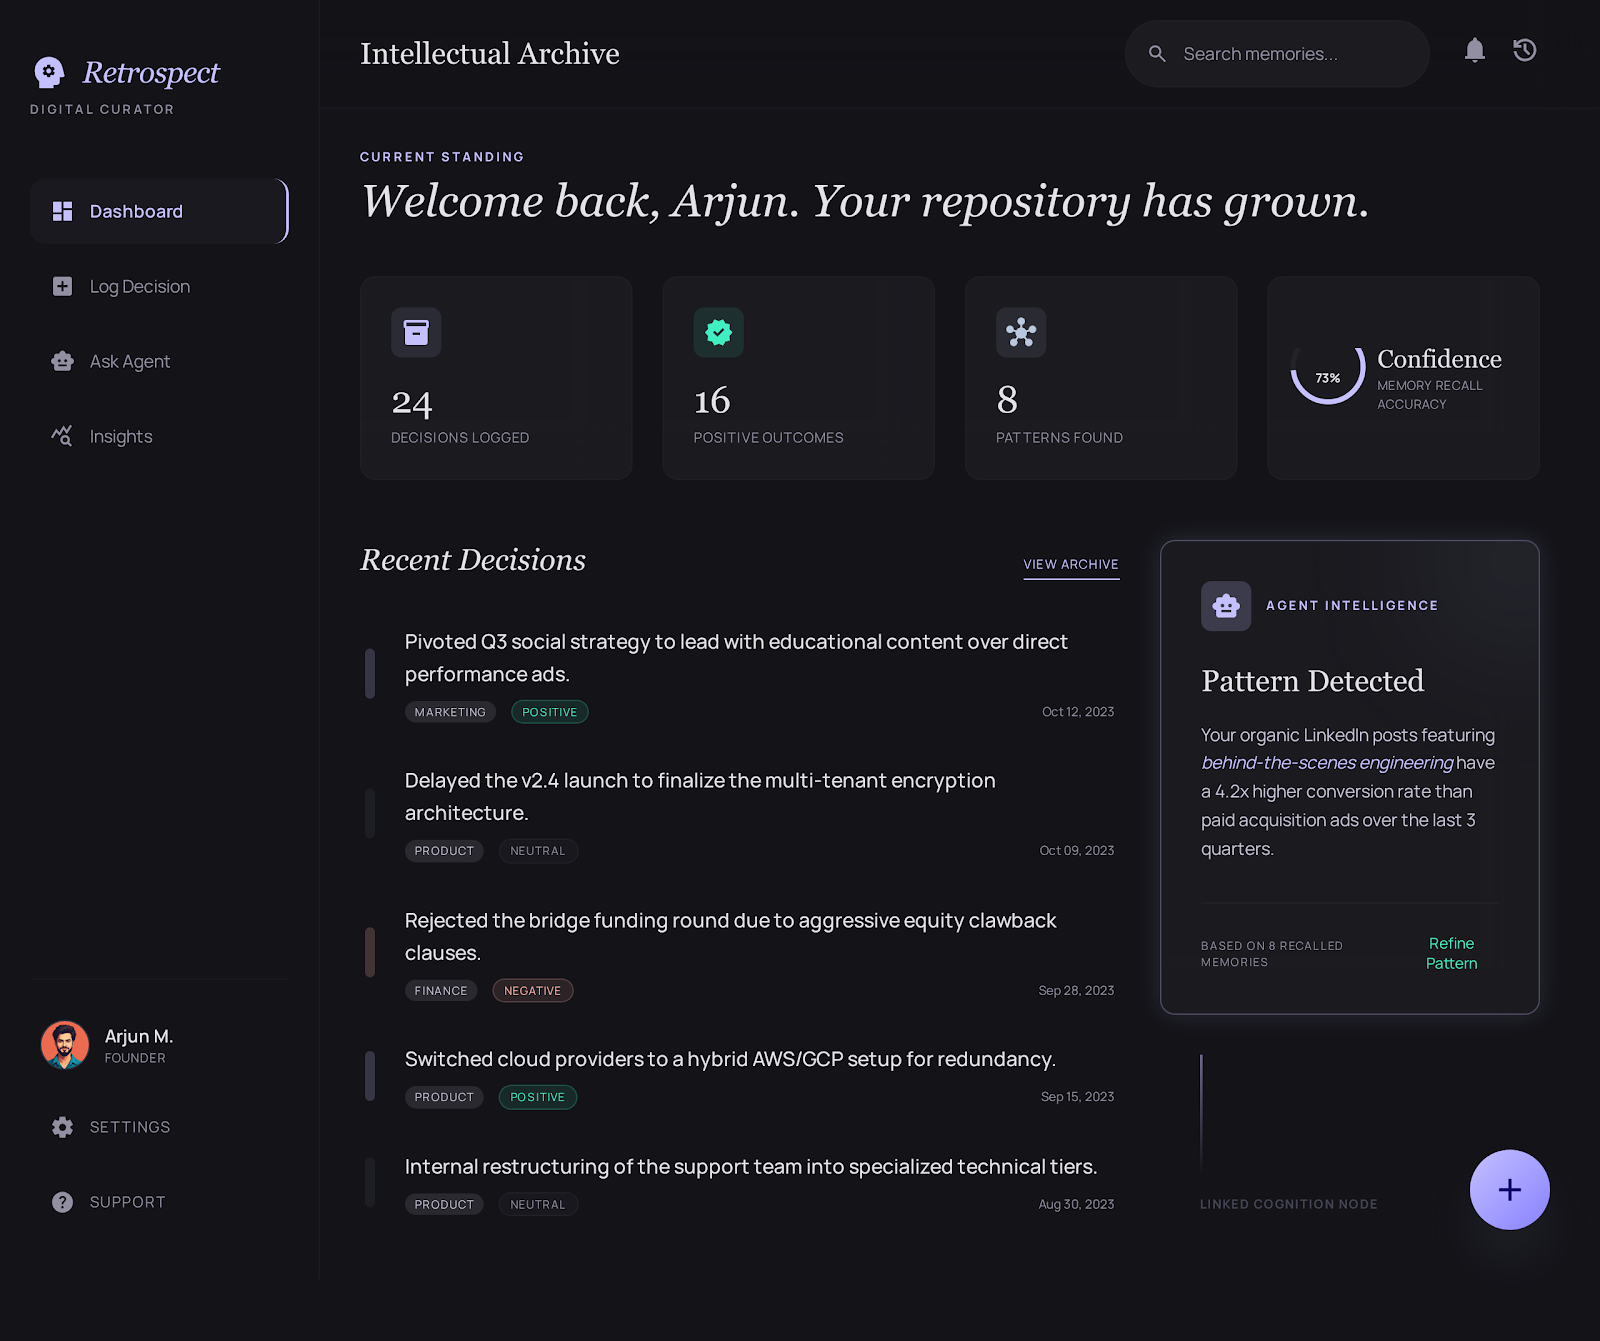 Retrospect
DIGITAL CURATOR
Dashboard
Log Decision
Ask Agent
Insights
Arjun M.
FOUNDER
SETTINGS
SUPPORT
Intellectual Archive
Search memories...
CURRENT STANDING
Welcome back, Arjun. Your repository has grown.
24
DECISIONS LOGGED
16
POSITIVE OUTCOMES
8
PATTERNS FOUND
73%
Confidence
MEMORY RECALL
ACCURACY
Recent Decisions
VIEW ARCHIVE
Pivoted Q3 social strategy to lead with educational content over direct
performance ads.
MARKETING
POSITIVE
Oct 12, 2023
Delayed the v2.4 launch to finalize the multi-tenant encryption
architecture.
PRODUCT
NEUTRAL
Oct 09, 2023
Rejected the bridge funding round due to aggressive equity clawback
clauses.
FINANCE
NEGATIVE
Sep 28, 2023
Switched cloud providers to a hybrid AWS/GCP setup for redundancy.
PRODUCT
POSITIVE
Sep 15, 2023
Internal restructuring of the support team into specialized technical tiers.
PRODUCT
NEUTRAL
Aug 30, 2023
AGENT INTELLIGENCE
Pattern Detected
Your organic LinkedIn posts featuring
behind-the-scenes engineering have
a 4.2x higher conversion rate than
paid acquisition ads over the last 3
quarters.
BASED ON 8 RECALLED
MEMORIES
Refine
Pattern
LINKED COGNITION NODE